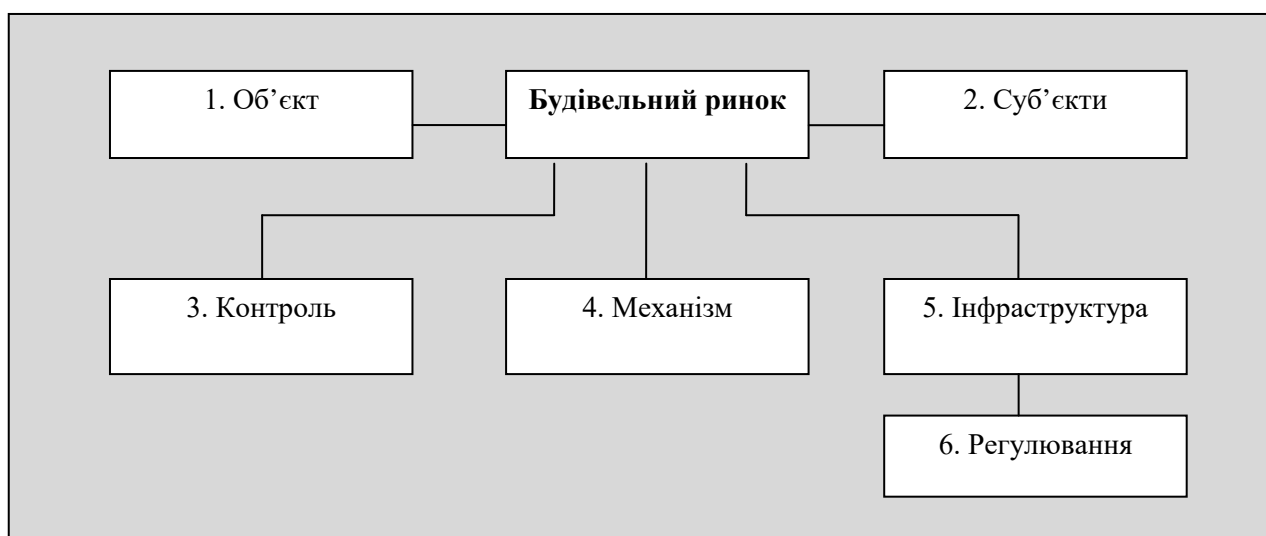 1. Об’єкт
Будівельний ринок
2. Суб’єкти
3. Контроль
4. Механізм
5. Інфраструктура
6. Регулювання